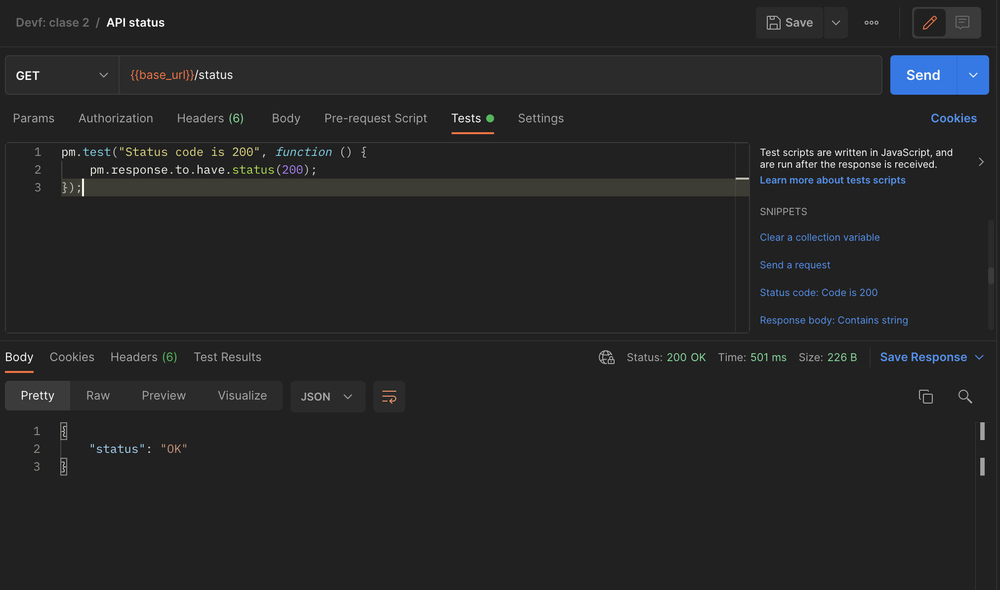 Devf: clase 2 / API status
Save
GET
{{base_url}}/status
Send
Params Authorization Headers (6) Body Pre-request Script Tests Settings Cookies
1 pm.test("Status code is 200", function () {
2 pm.response.to.have.status(200);
3 });
Test scripts are written in JavaScript, and
are run after the response is received.
Learn more about tests scripts
SNIPPETS
Clear a collection variable
Send a request
Status code: Code is 200
Response body: Contains string
Body Cookies Headers (6) Test Results
Status: 200 OK Time: 501 ms Size: 226 B Save Response
Pretty Raw Preview Visualize JSON
1 {
2 "status": "OK"
3 }